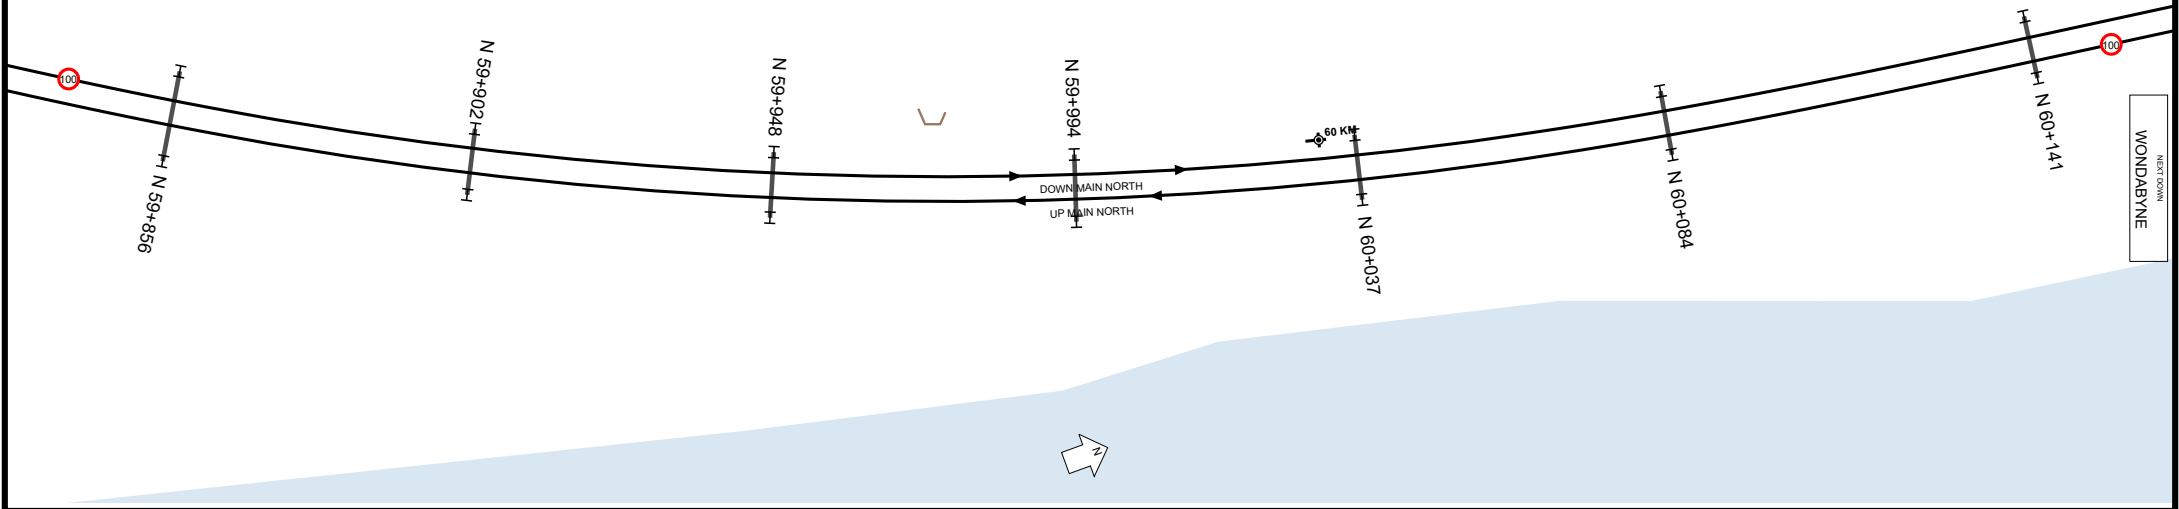 100
N 59+856
N 59+902
N 59+948
N 59+994
DOWN MAIN NORTH
UP MAIN NORTH
60 KM
N 60+037
N 60+084
N 60+141
100
NEXT DOWN
WONDABYNE
N